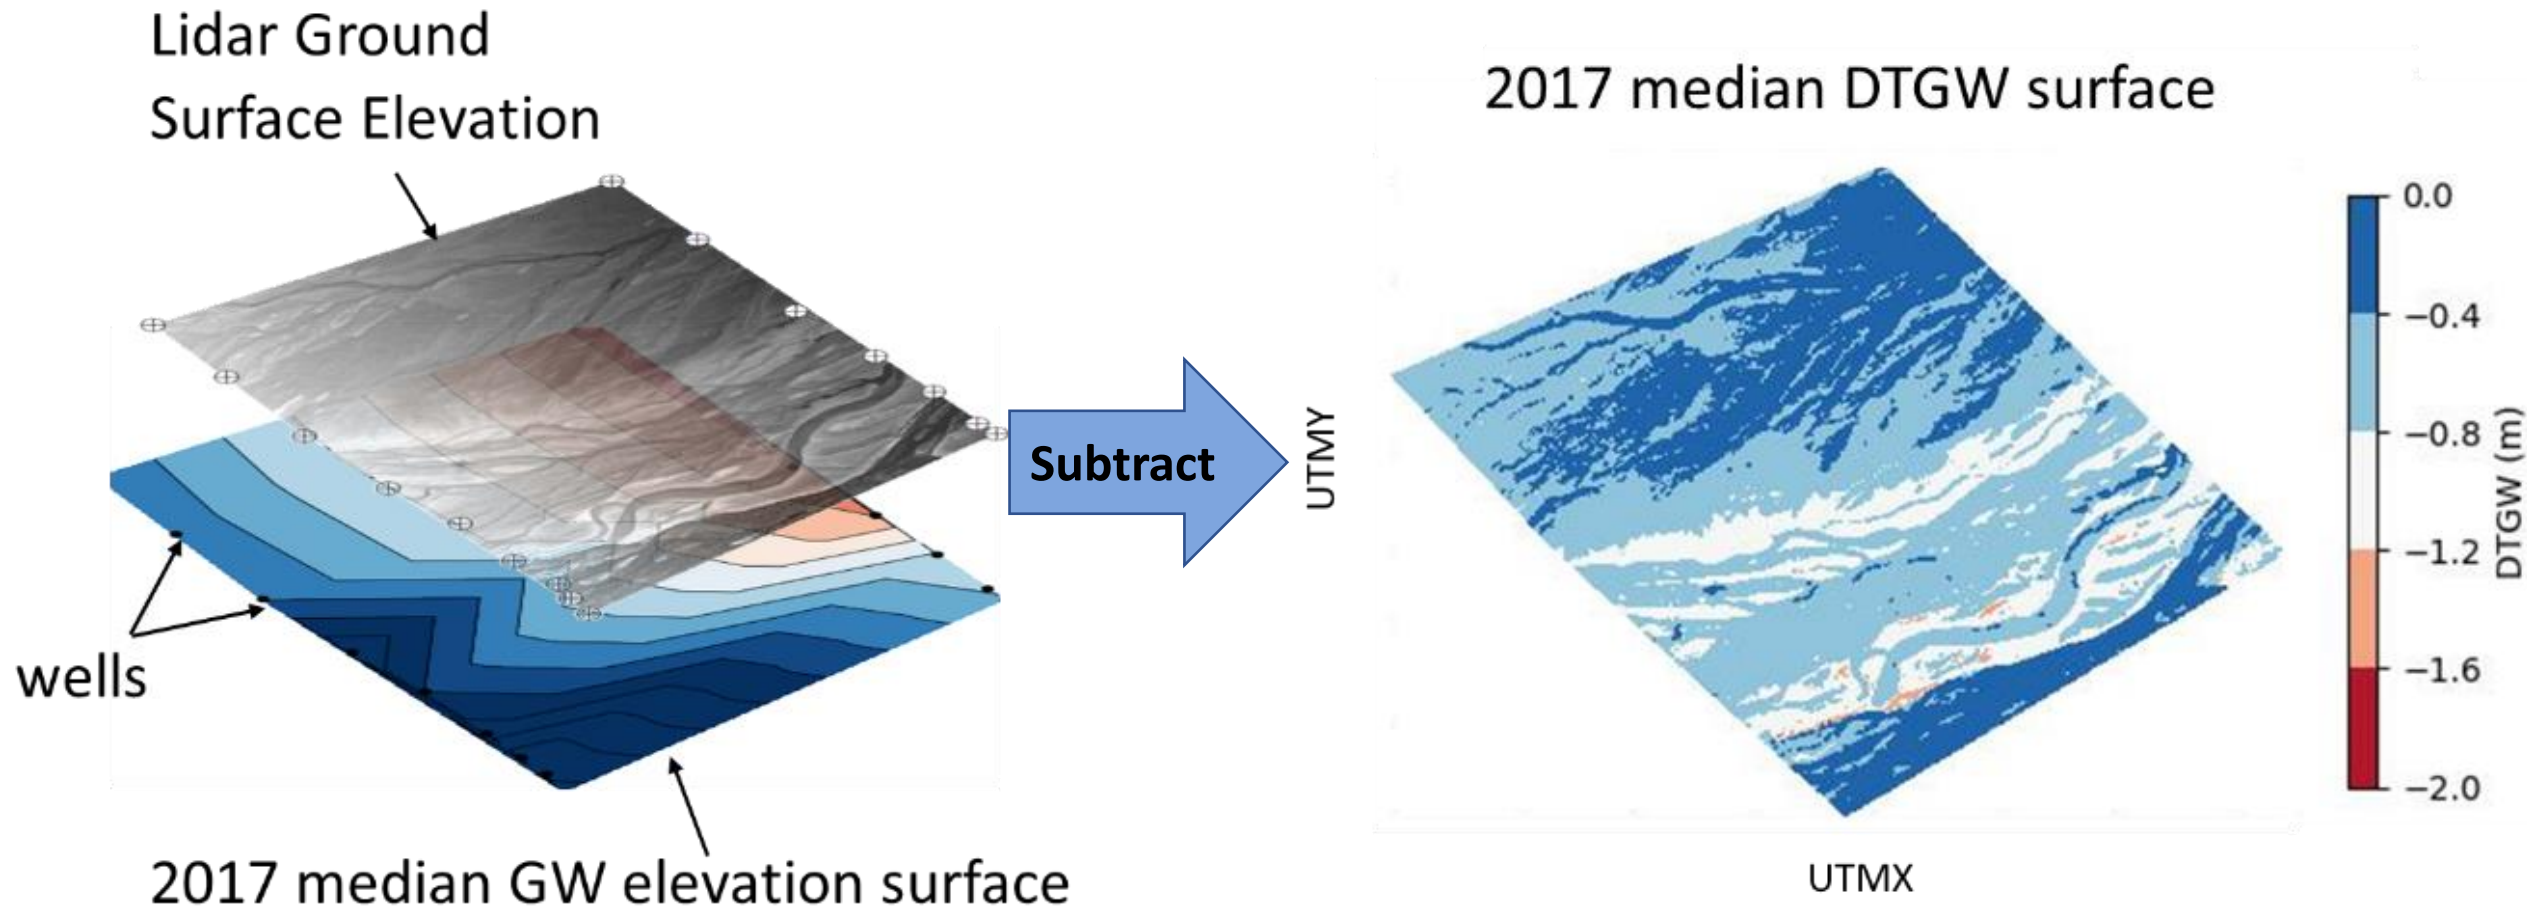 Lidar Ground
Surface Elevation
wells
2017 median GW elevation surface
Subtract
2017 median DTGW surface
UTMY
UTMX
0.0
−0.4
−0.8
−1.2
−1.6
−2.0
DTGW (m)